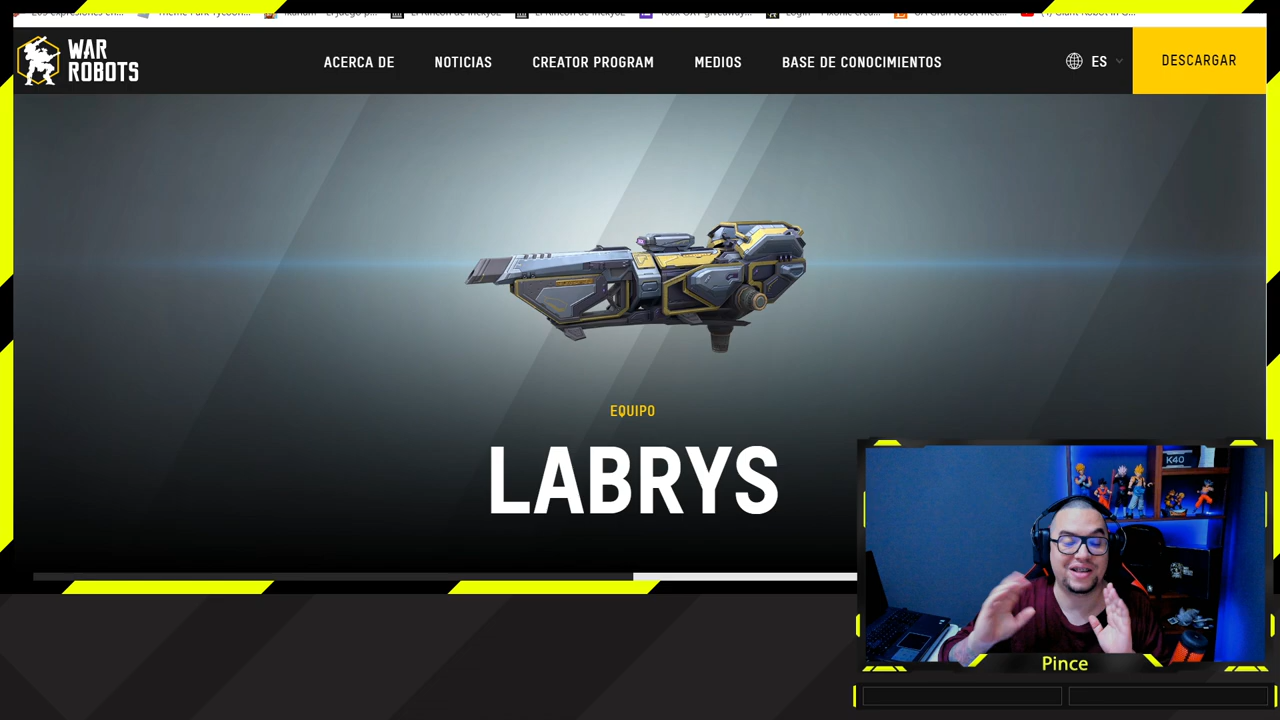 WAR
ROBOTS
ACERCA DE
NOTICIAS
CREATOR PROGRAM
MEDIOS
BASE DE CONOCIMIENTOS
ES
DESCARGAR
EQUIPO
LABRYS
K40
Pince